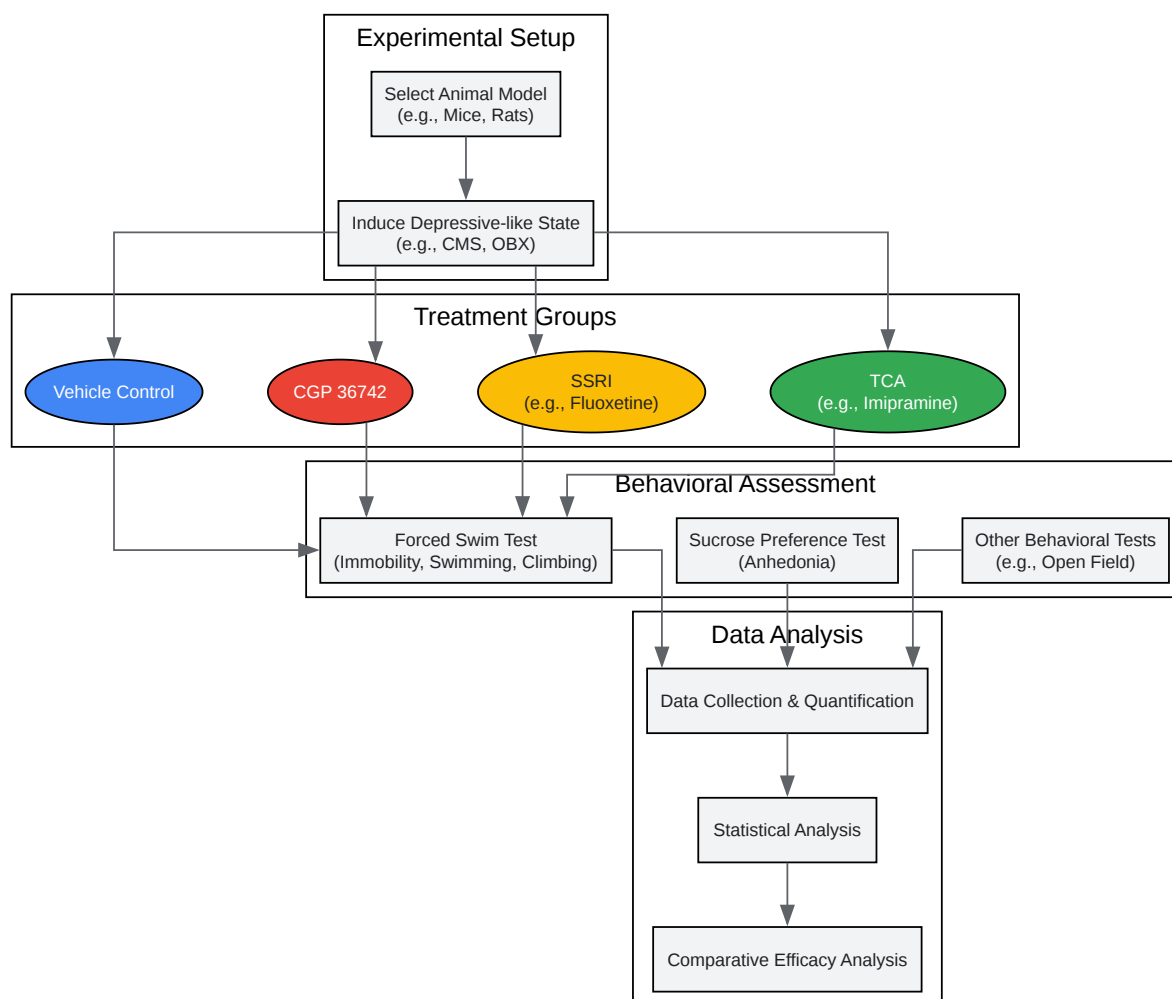 Experimental Setup
Select Animal Model
(e.g., Mice, Rats)
Induce Depressive-like State
(e.g., CMS, OBX)
Treatment Groups
Vehicle Control
CGP 36742
SSRI
(e.g., Fluoxetine)
TCA
(e.g., Imipramine)
Behavioral Assessment
Forced Swim Test
(Immobility, Swimming, Climbing)
Sucrose Preference Test
(Anhedonia)
Other Behavioral Tests
(e.g., Open Field)
Data Analysis
Data Collection & Quantification
Statistical Analysis
Comparative Efficacy Analysis